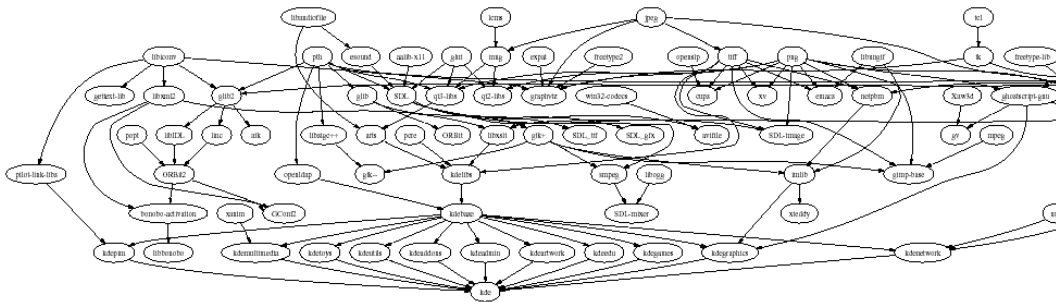 libaudiofile lcms jpeg tcl
libiconv pth esound aalib-x11 glut mng expat freetype2 openslp tiff png libungif tk freetype-lib
gettext-lib libxml2 glib2 glib SDL qt3-libs qt2-libs graphviz win32-codecs cups xv emacs netpbm Xaw3d ghostscript-gnu
popt libIDL linc atk libsigc++ arts pcre ORBit libxslt gtk+ SDL_ttf SDL_gfx avifile SDL-image gv mpeg
pilot-link-libs ORBit2 openldap gtk-- kdelibs smpeg libogg imlib gimp-base
bonobo-activation xanim GConf2 kdebase SDL-mixer xteddy
kdepim libbonobo kdemultimedia kdetoys kdeutils kdeaddons kdeadmin kdeartwork kdeedu kdegames kdegraphics kdenetwork
kde